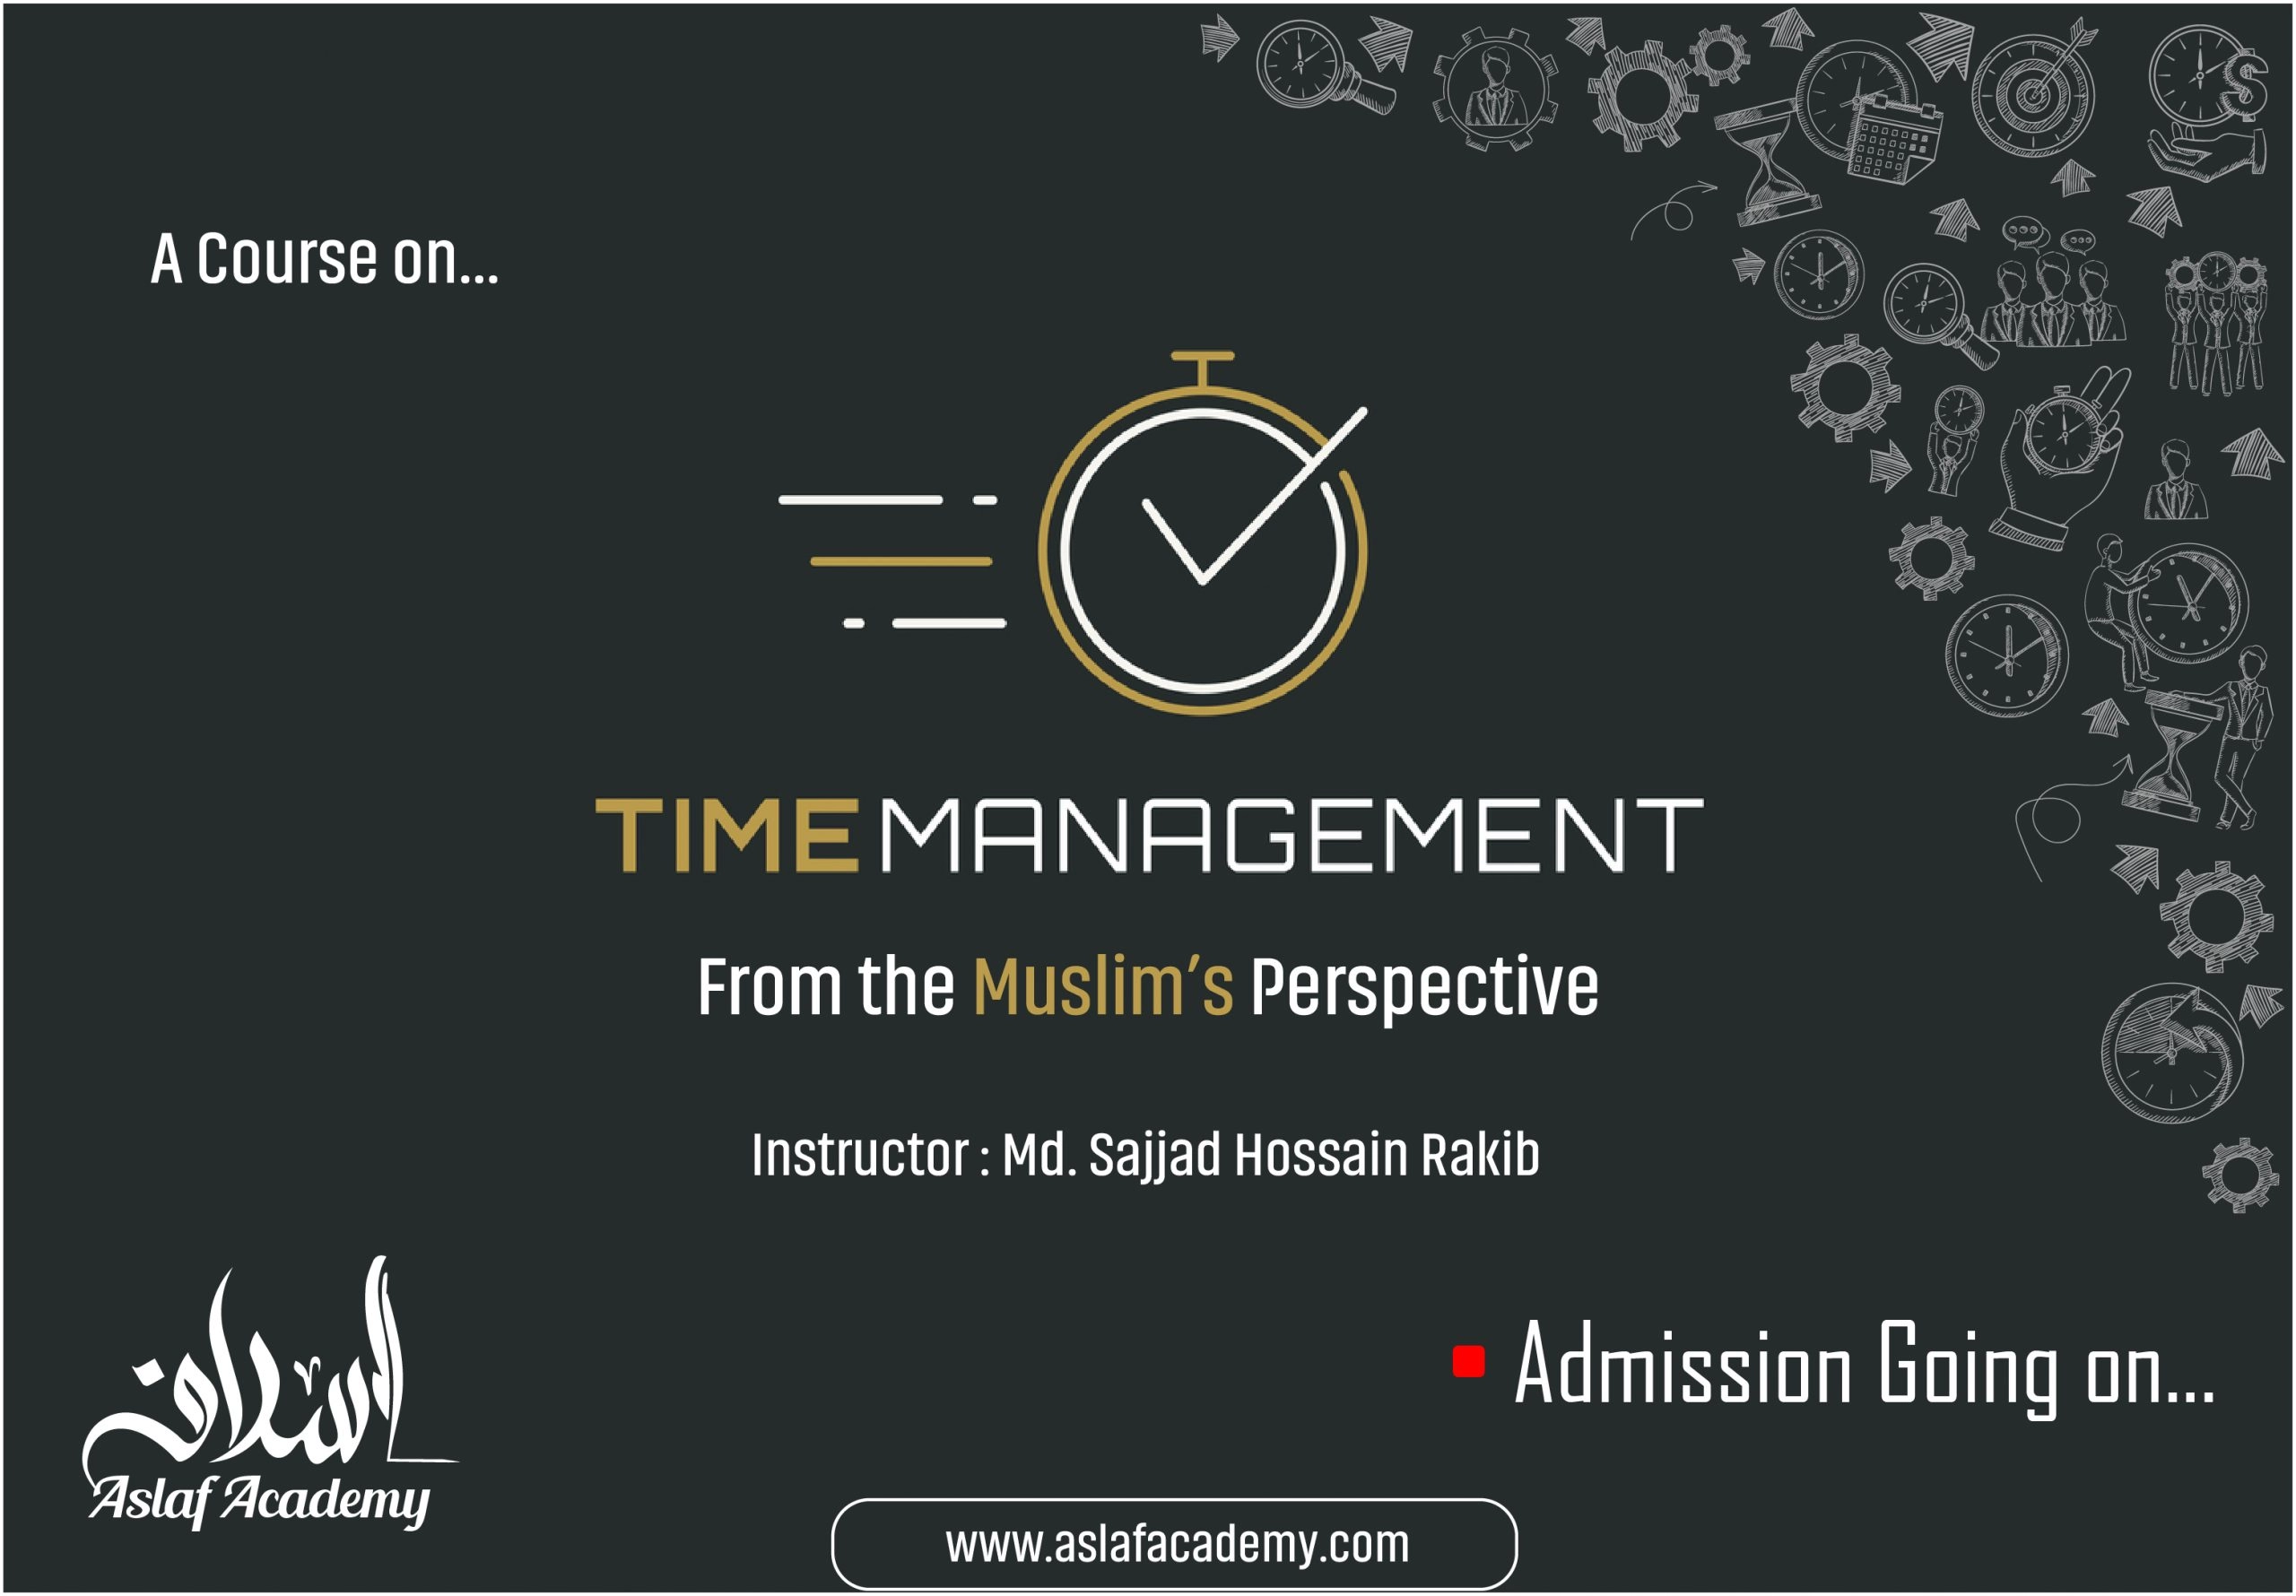 A Course on...
TIME MANAGEMENT
From the Muslim's Perspective
Instructor : Md. Sajjad Hossain Rakib
Admission Going on...
أسلاف
Aslaf Academy
www.aslafacademy.com